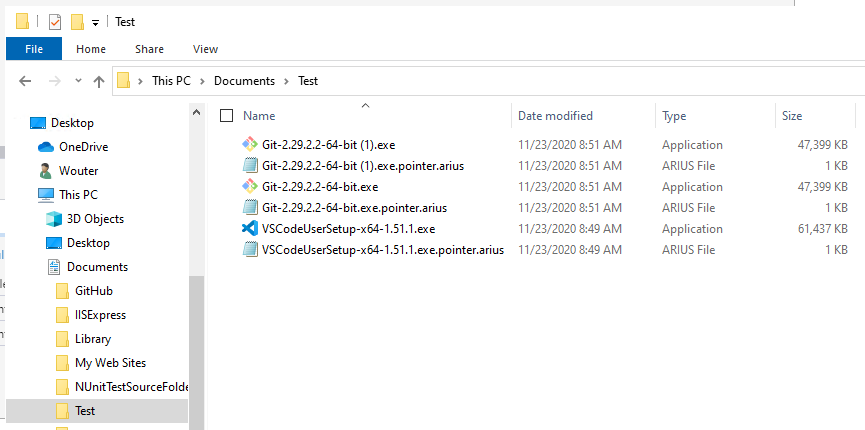 Test
File Home Share View
This PC Documents Test
Name Date modified Type Size
Desktop
OneDrive
Wouter
This PC
3D Objects
Desktop
Documents
GitHub
IISExpress
Library
My Web Sites
NUnitTestSourceFolde
Test
Git-2.29.2.2-64-bit (1).exe 11/23/2020 8:51 AM Application 47,399 KB
Git-2.29.2.2-64-bit (1).exe.pointer.arius 11/23/2020 8:51 AM ARIUS File 1 KB
Git-2.29.2.2-64-bit.exe 11/23/2020 8:51 AM Application 47,399 KB
Git-2.29.2.2-64-bit.exe.pointer.arius 11/23/2020 8:51 AM ARIUS File 1 KB
VSCodeUserSetup-x64-1.51.1.exe 11/23/2020 8:49 AM Application 61,437 KB
VSCodeUserSetup-x64-1.51.1.exe.pointer.arius 11/23/2020 8:49 AM ARIUS File 1 KB